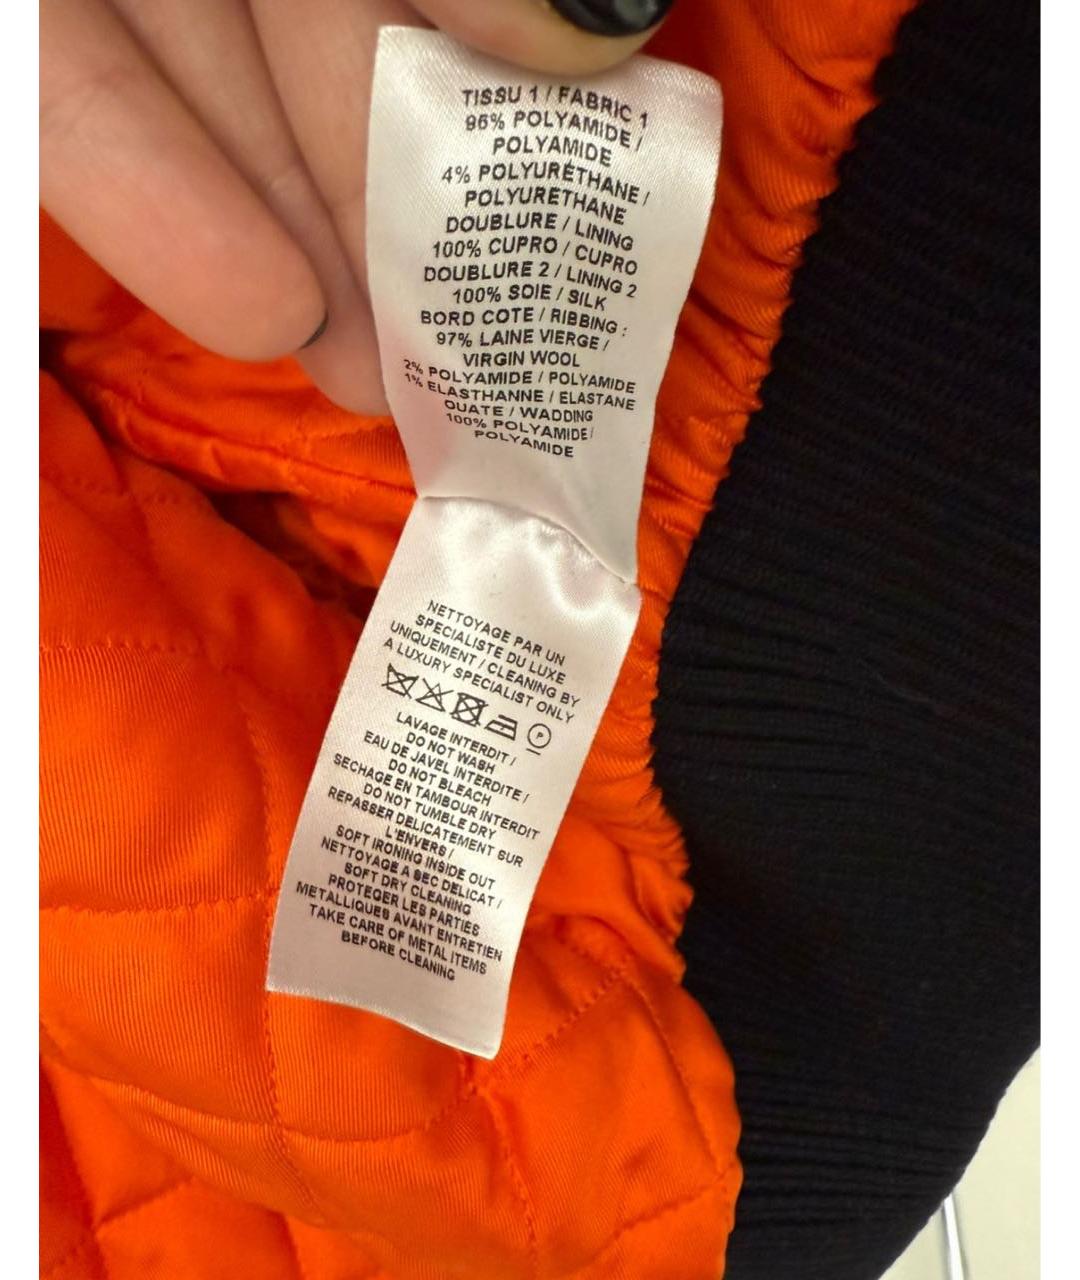 TISSU 1 / FABRIC 1
96% POLYAMIDE /
POLYAMIDE
4% POLYURÉTHANE /
POLYURETHANE
DOUBLURE / LINING
100% CUPRO / CUPRO
DOUBLURE 2 / LINING 2
100% SOIE / SILK
BORD COTE / RIBBING :
97% LAINE VIERGE /
VIRGIN WOOL
2% POLYAMIDE / POLYAMIDE
1% ELASTHANNE / ELASTANE
OUATE / WADDING
100% POLYAMIDE/
POLYAMIDE
NETTOYAGE PAR UN
SPECIALISTE DU LUXE
UNIQUEMENT / CLEANING BY
A LUXURY SPECIALIST ONLY
P
LAVAGE INTERDIT /
DO NOT WASH
EAU DE JAVEL INTERDITE /
DO NOT BLEACH
SECHAGE EN TAMBOUR INTERDIT
DO NOT TUMBLE DRY
REPASSER DELICATEMENT SUR
L'ENVERS /
SOFT IRONING INSIDE OUT
NETTOYAGE A SEC DELICAT /
SOFT DRY CLEANING
PROTEGER LES PARTIES
METALLIQUES AVANT ENTRETIEN
TAKE CARE OF METAL ITEMS
BEFORE CLEANING